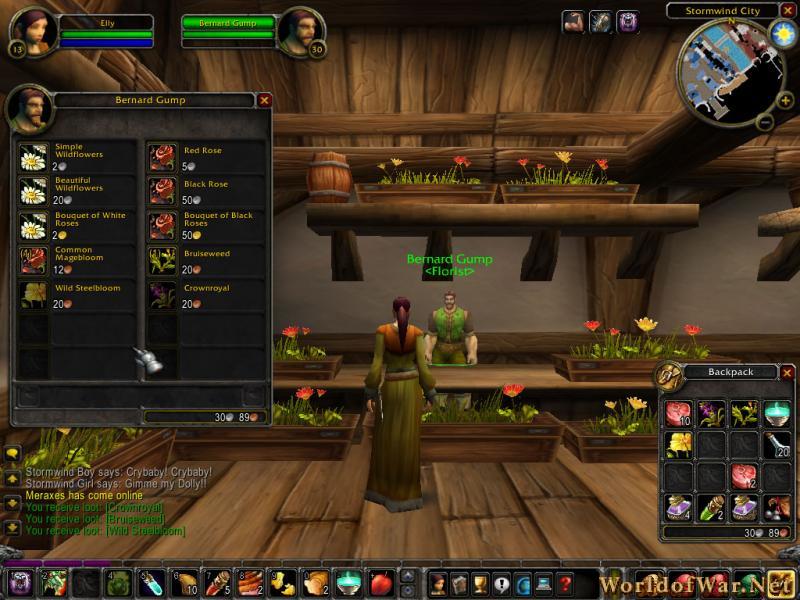 Elly
13
Bernard Gump
30
Stormwind City
N
Bernard Gump
Simple
Wildflowers
2
Red Rose
5
Beautiful
Wildflowers
20
Black Rose
50
Bouquet of White
Roses
2
Bouquet of Black
Roses
50
Common
Magebloom
12
Bruiseweed
20
Wild Steelbloom
20
Crownroyal
20
30 89
Bernard Gump
<Florist>
Backpack
10
20
12
4
2
4
30 89
Stormwind Boy says: Crybaby! Crybaby!
Stormwind Girl says: Gimme my Dolly!!
Meraxes has come online
You receive loot: [Crownroyal]
You receive loot: [Bruiseweed]
You receive loot: [Wild Steelbloom]
WorldofWar.Net